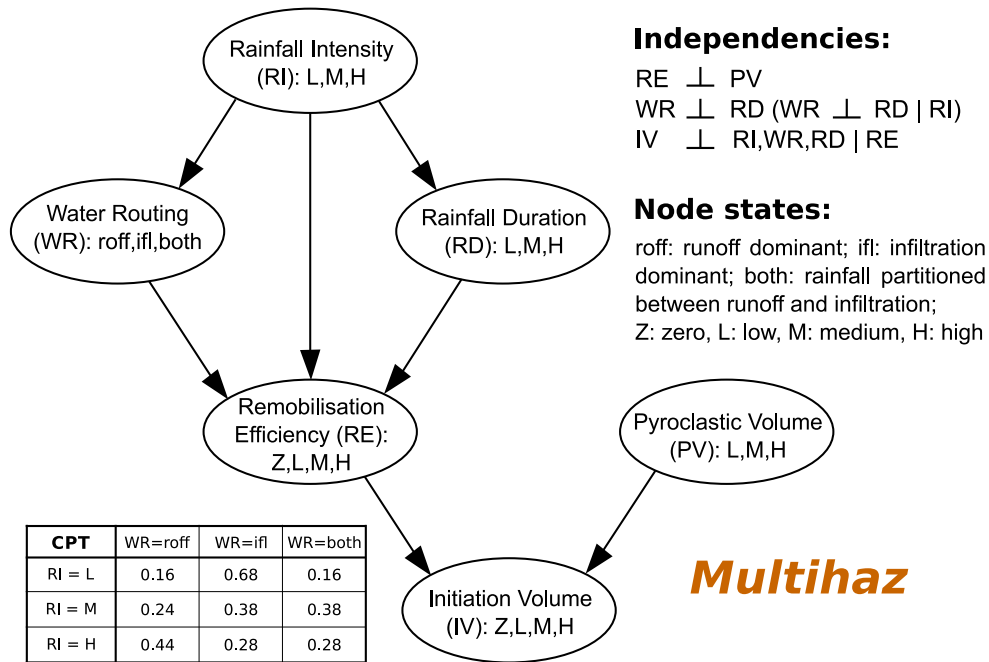 Rainfall Intensity
(RI): L,M,H
Water Routing
(WR): roff,ifl,both
Rainfall Duration
(RD): L,M,H
Remobilisation
Efficiency (RE):
Z,L,M,H
Pyroclastic Volume
(PV): L,M,H
Initiation Volume
(IV): Z,L,M,H
Independencies:
RE ⊥ PV
WR ⊥ RD (WR ⊥ RD | RI)
IV ⊥ RI,WR,RD | RE
Node states:
roff: runoff dominant; ifl: infiltration
dominant; both: rainfall partitioned
between runoff and infiltration;
Z: zero, L: low, M: medium, H: high
CPT WR=roff WR=ifl WR=both
RI = L 0.16 0.68 0.16
RI = M 0.24 0.38 0.38
RI = H 0.44 0.28 0.28
Multihaz